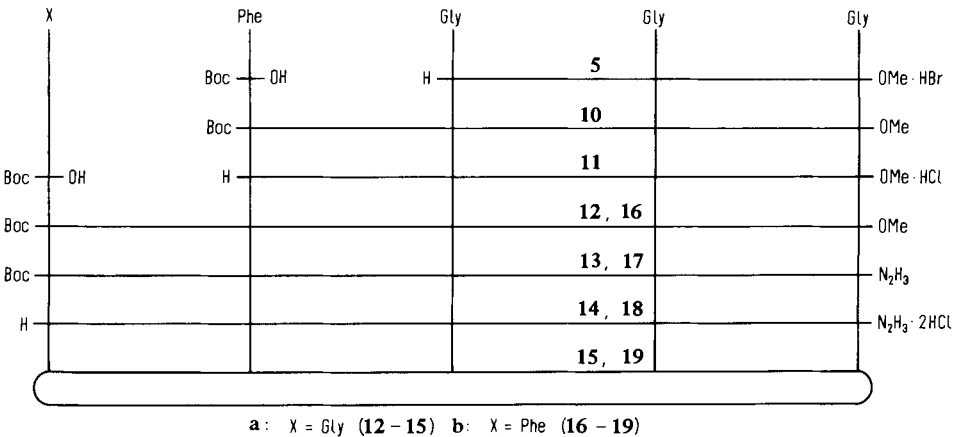 X Phe Gly Gly Gly
Boc OH H 5 OMe · HBr
Boc 10 OMe
Boc OH H 11 OMe · HCl
Boc 12, 16 OMe
Boc 13, 17 N₂H₃
H 14, 18 N₂H₃ · 2HCl
15, 19
a: X = Gly (12 – 15) b: X = Phe (16 – 19)